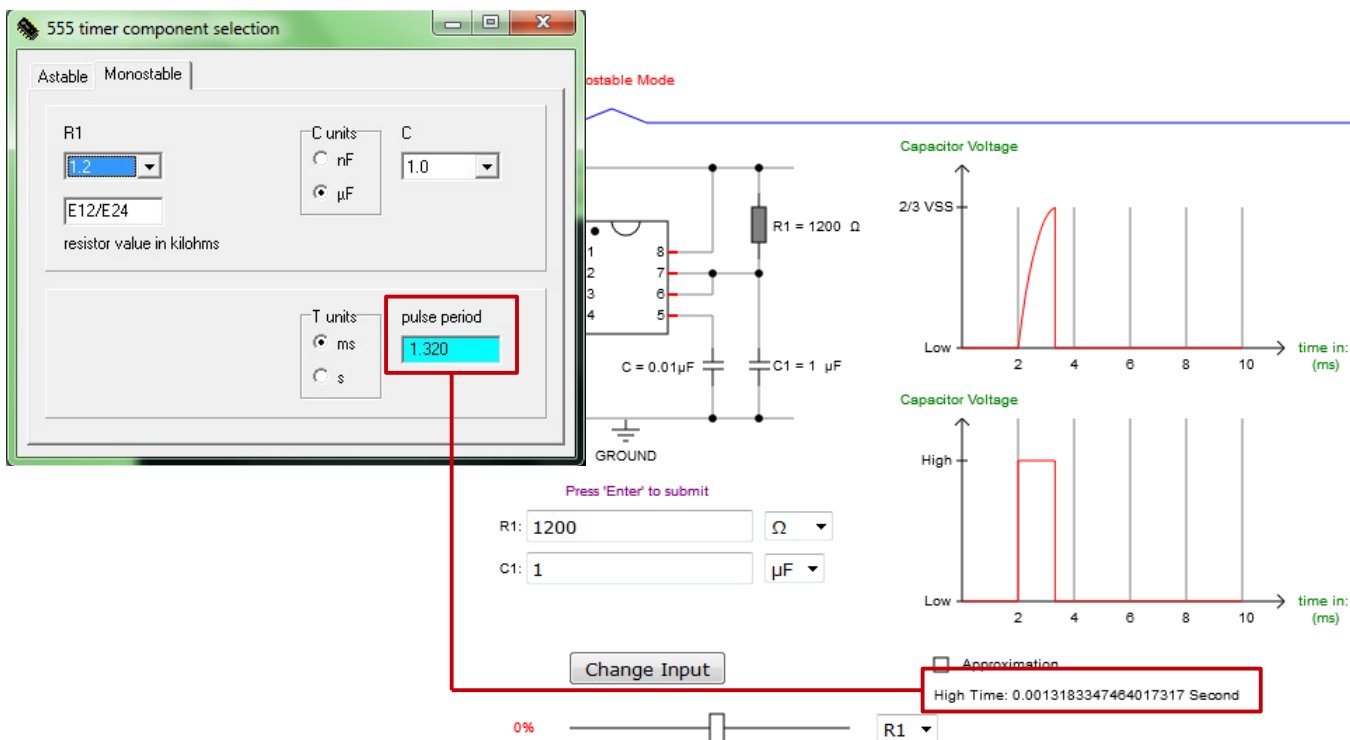 555 timer component selection
Astable Monostable
R1
1.2
E12/E24
resistor value in kilohms
C units
nF
µF
C
1.0
T units
ms
s
pulse period
1.320
ostable Mode
1
2
3
4
8
7
6
5
R1 = 1200 Ω
C = 0.01µF
C1 = 1 µF
GROUND
Press 'Enter' to submit
R1: 1200 Ω
C1: 1 µF
Change Input
0% R1
Capacitor Voltage
2/3 VSS
Low
2 4 6 8 10
time in:
(ms)
Capacitor Voltage
High
Low
2 4 6 8 10
time in:
(ms)
Approximation
High Time: 0.0013183347464017317 Second